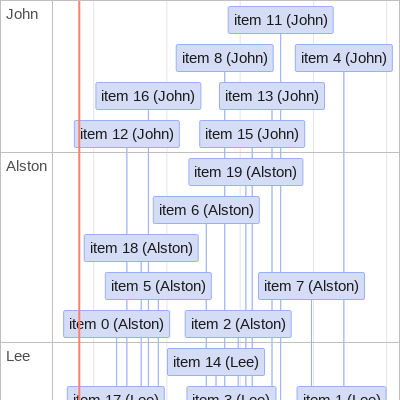 John
item 11 (John)
item 8 (John)
item 4 (John)
item 16 (John)
item 13 (John)
item 12 (John)
item 15 (John)
Alston
item 19 (Alston)
item 6 (Alston)
item 18 (Alston)
item 5 (Alston)
item 7 (Alston)
item 0 (Alston)
item 2 (Alston)
Lee
item 14 (Lee)
item 17 (Lee)
item 3 (Lee)
item 1 (Lee)